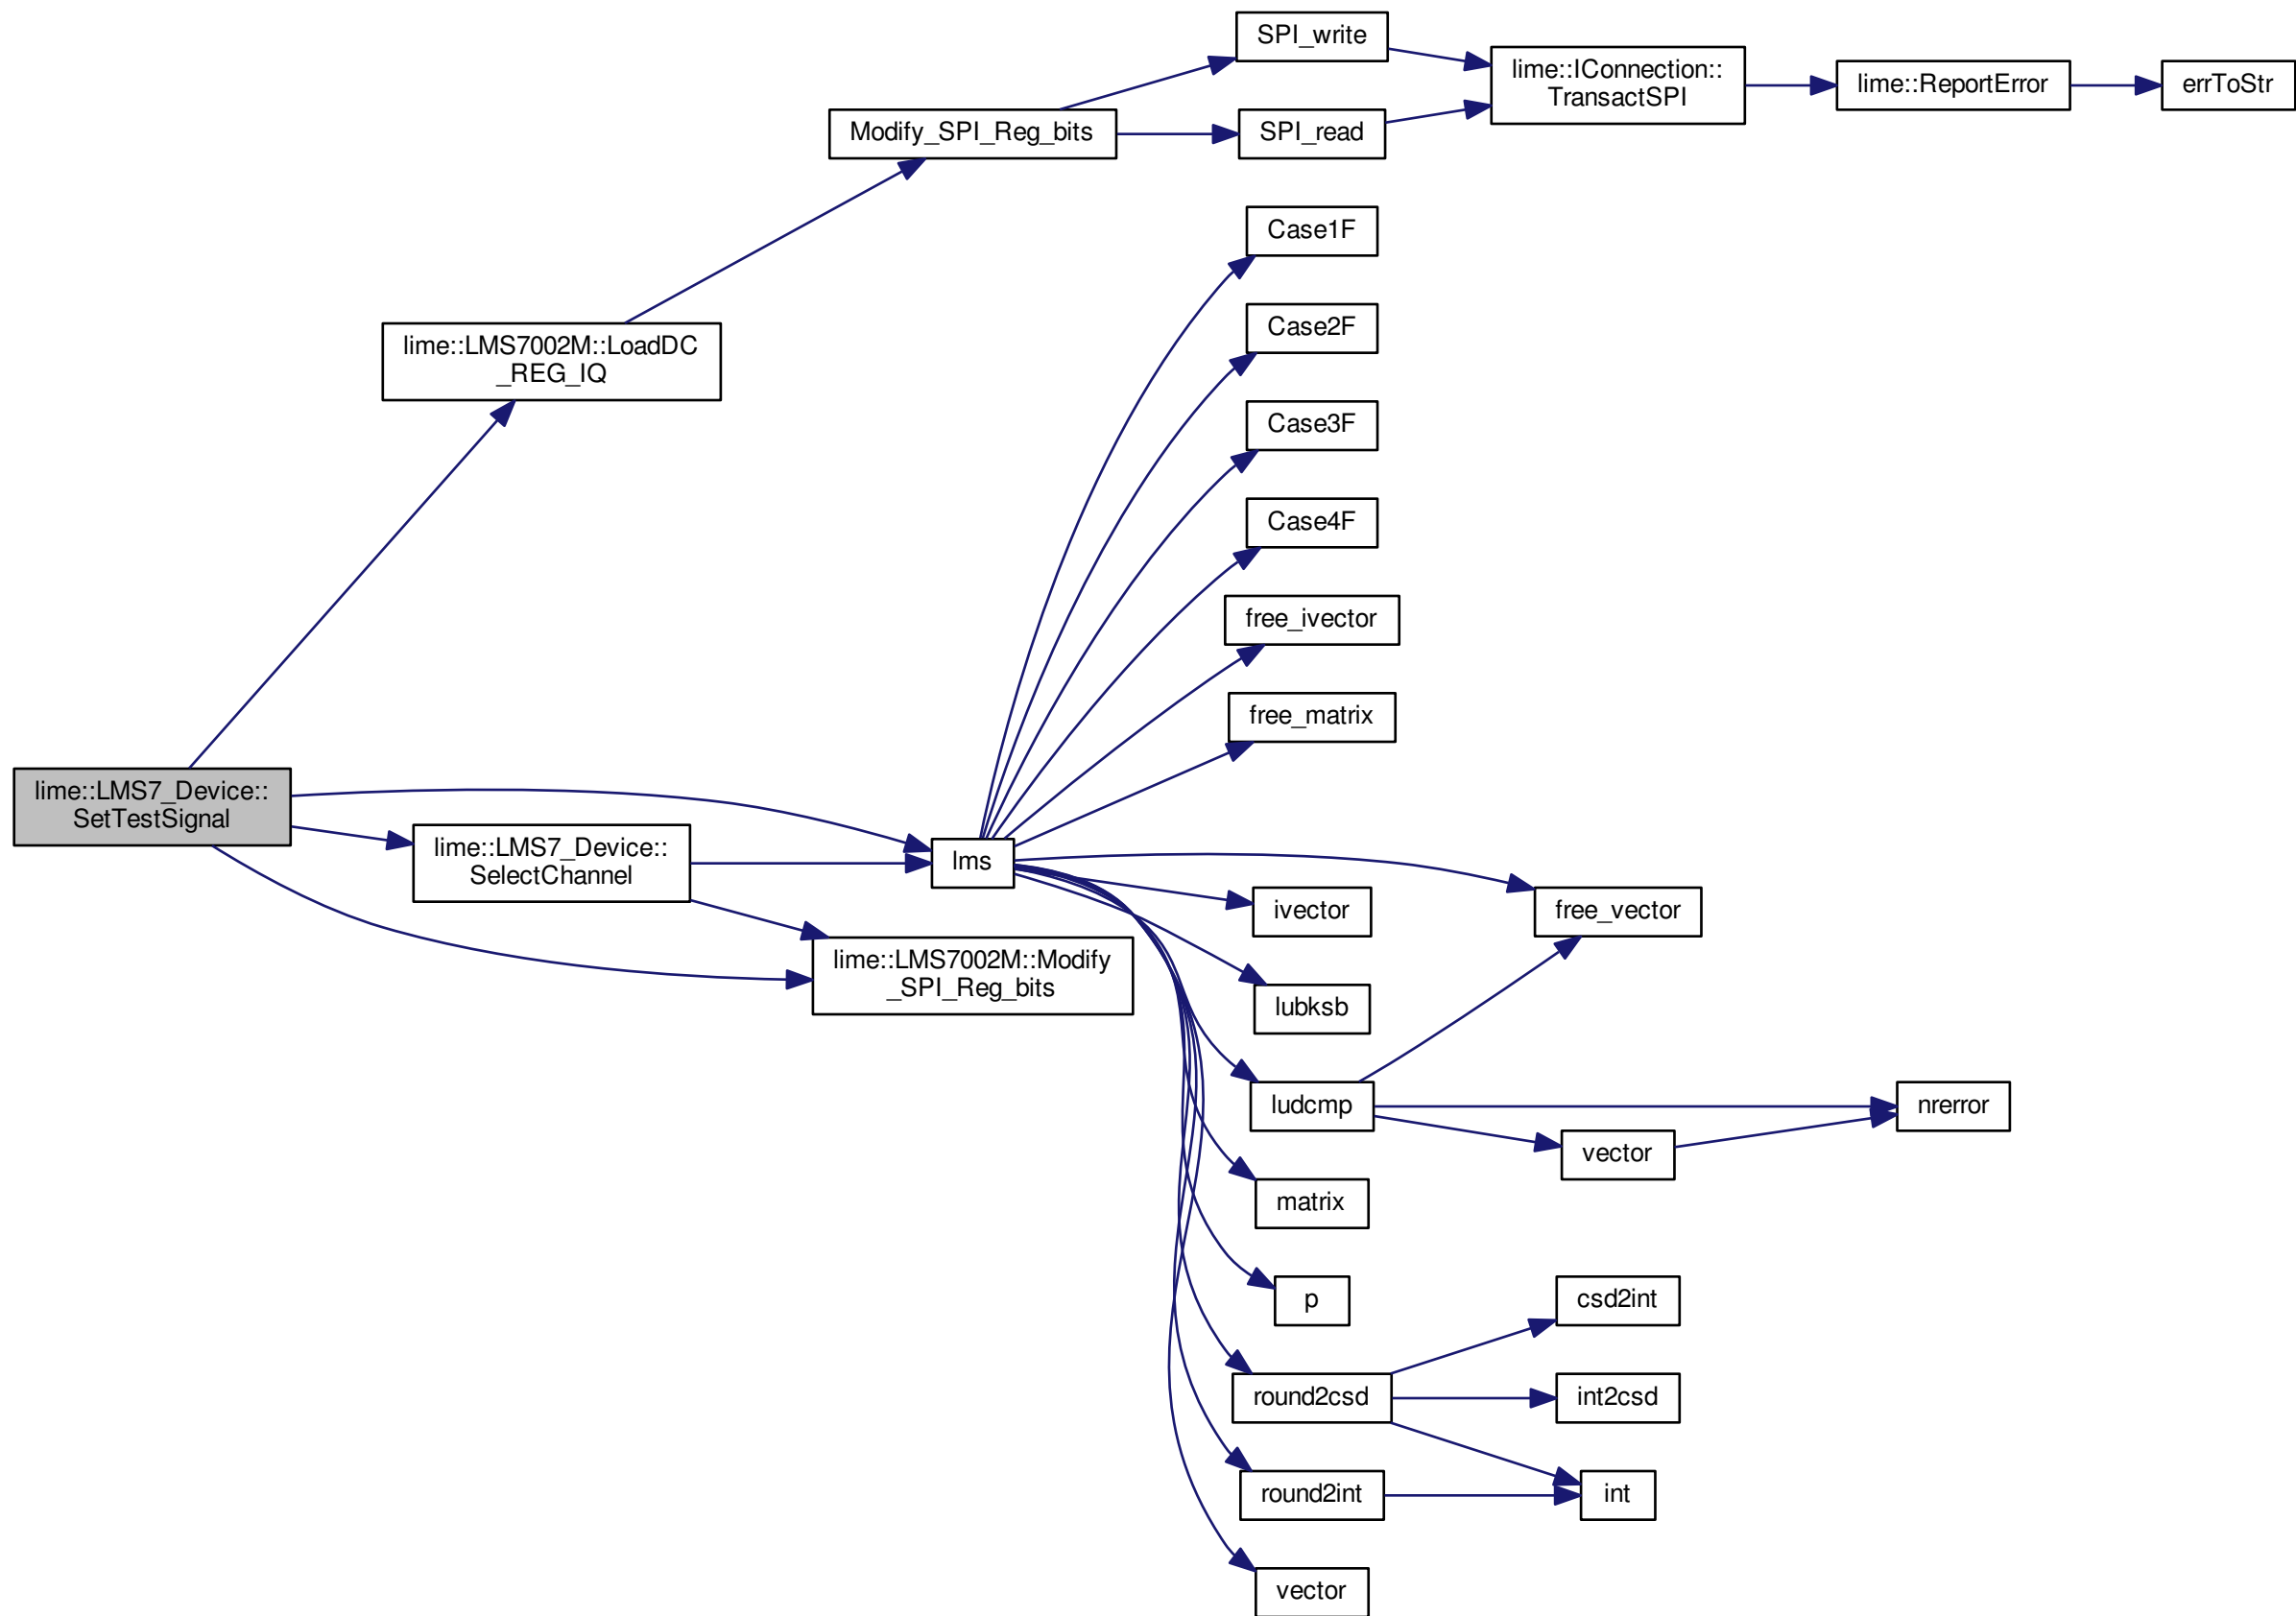 SPI_write
lime::IConnection::
TransactSPI
lime::ReportError
errToStr
Modify_SPI_Reg_bits
SPI_read
Case1F
Case2F
lime::LMS7002M::LoadDC
_REG_IQ
Case3F
Case4F
free_ivector
free_matrix
lime::LMS7_Device::
SetTestSignal
lime::LMS7_Device::
SelectChannel
lms
ivector
free_vector
lime::LMS7002M::Modify
_SPI_Reg_bits
lubksb
ludcmp
nrerror
vector
matrix
p
csd2int
round2csd
int2csd
round2int
int
vector